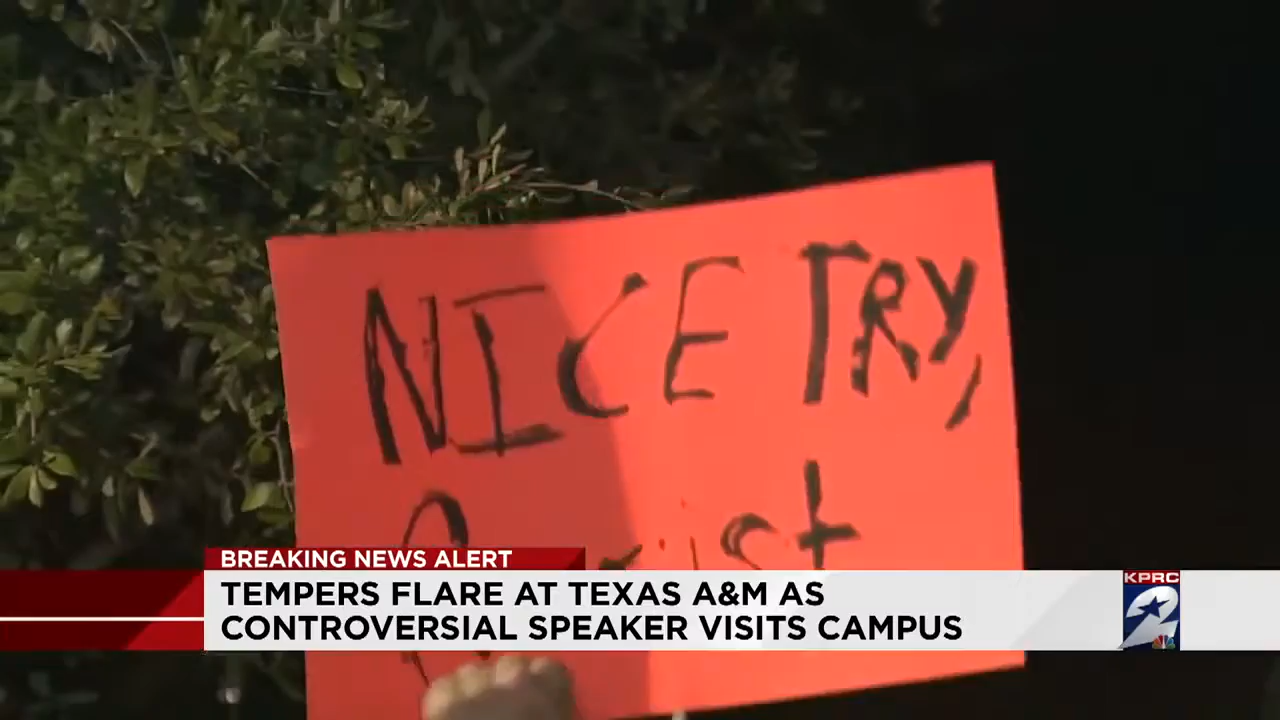 NICE TRY,
BREAKING NEWS ALERT
TEMPERS FLARE AT TEXAS A&M AS
CONTROVERSIAL SPEAKER VISITS CAMPUS
KPRC
2